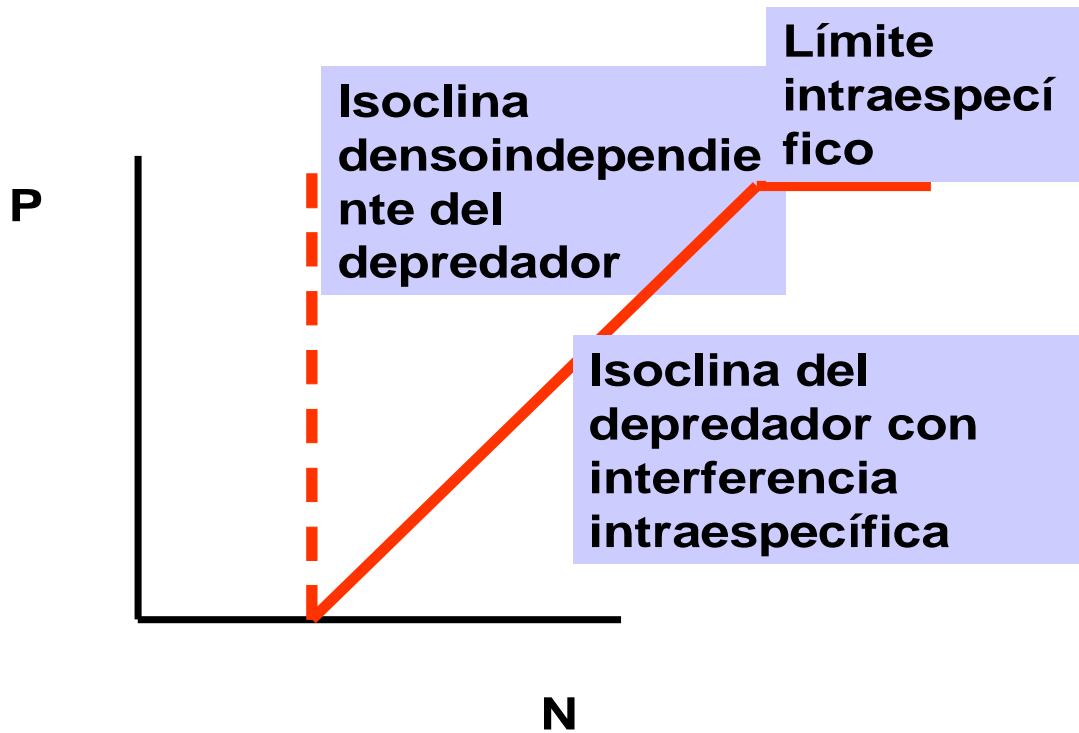 Límite
intraespecí
fico
Isoclina
densoindependie
nte del
depredador
P
Isoclina del
depredador con
interferencia
intraespecífica
N